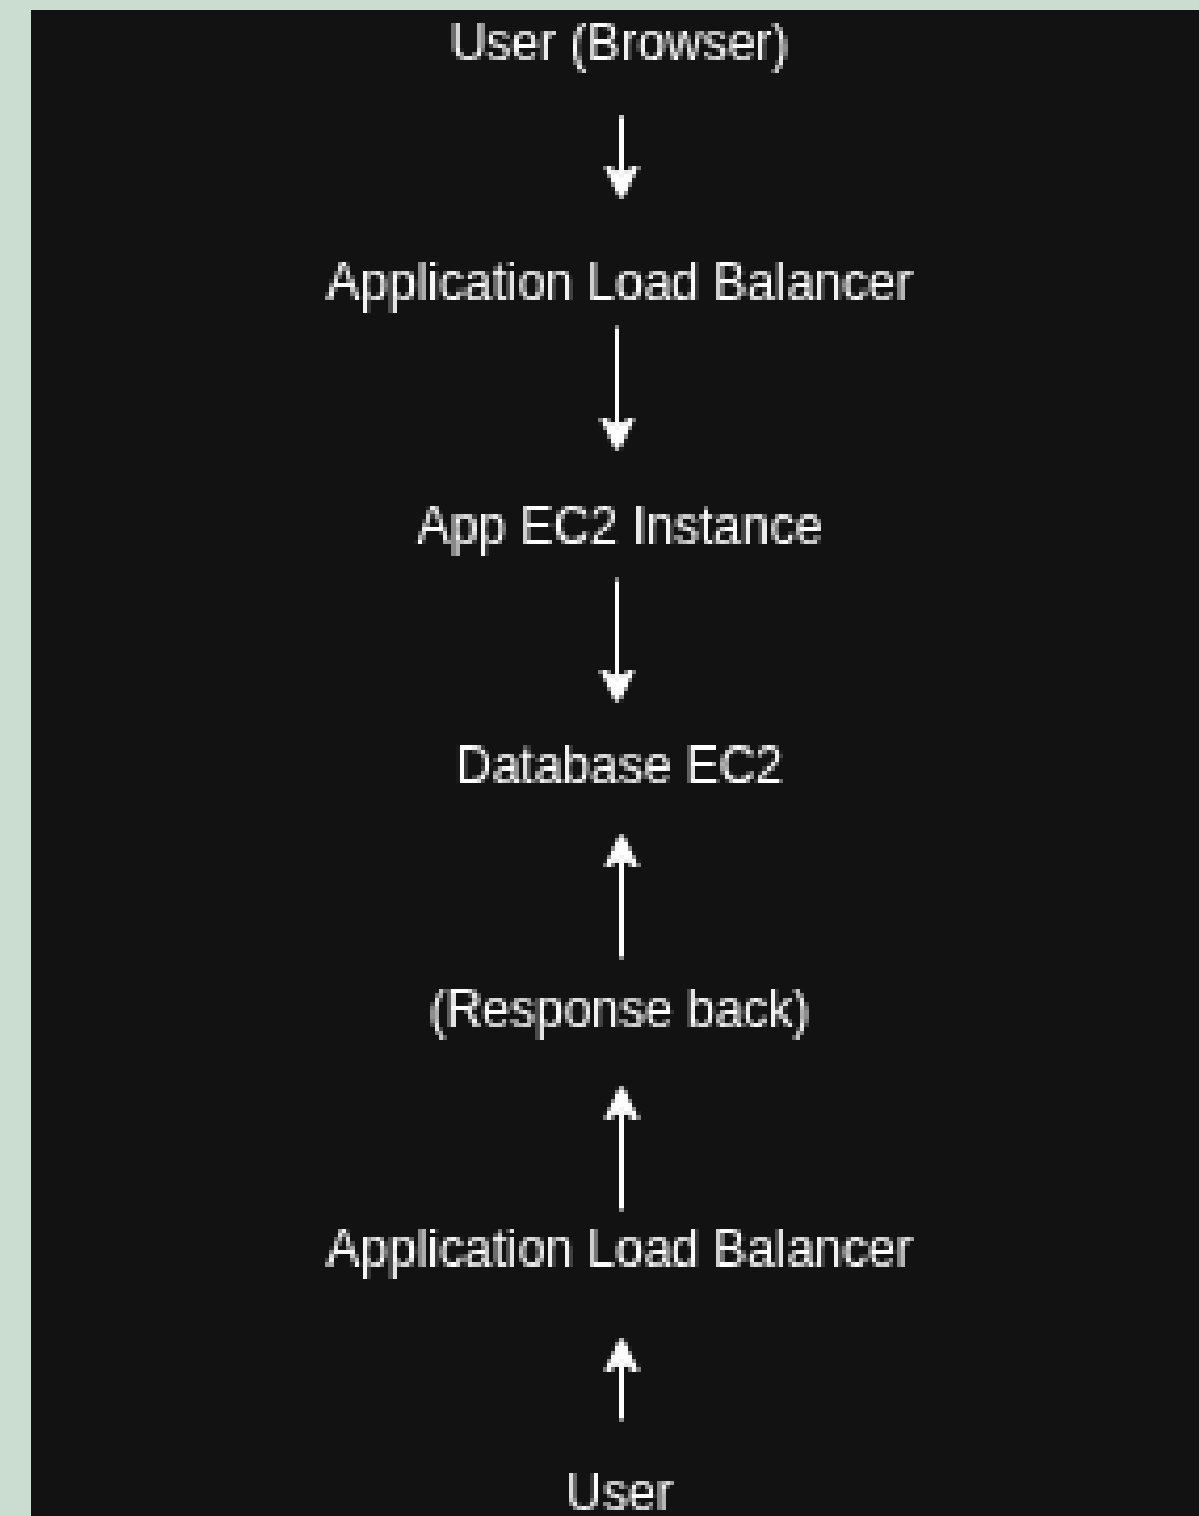 User (Browser)
Application Load Balancer
App EC2 Instance
Database EC2
(Response back)
Application Load Balancer
User